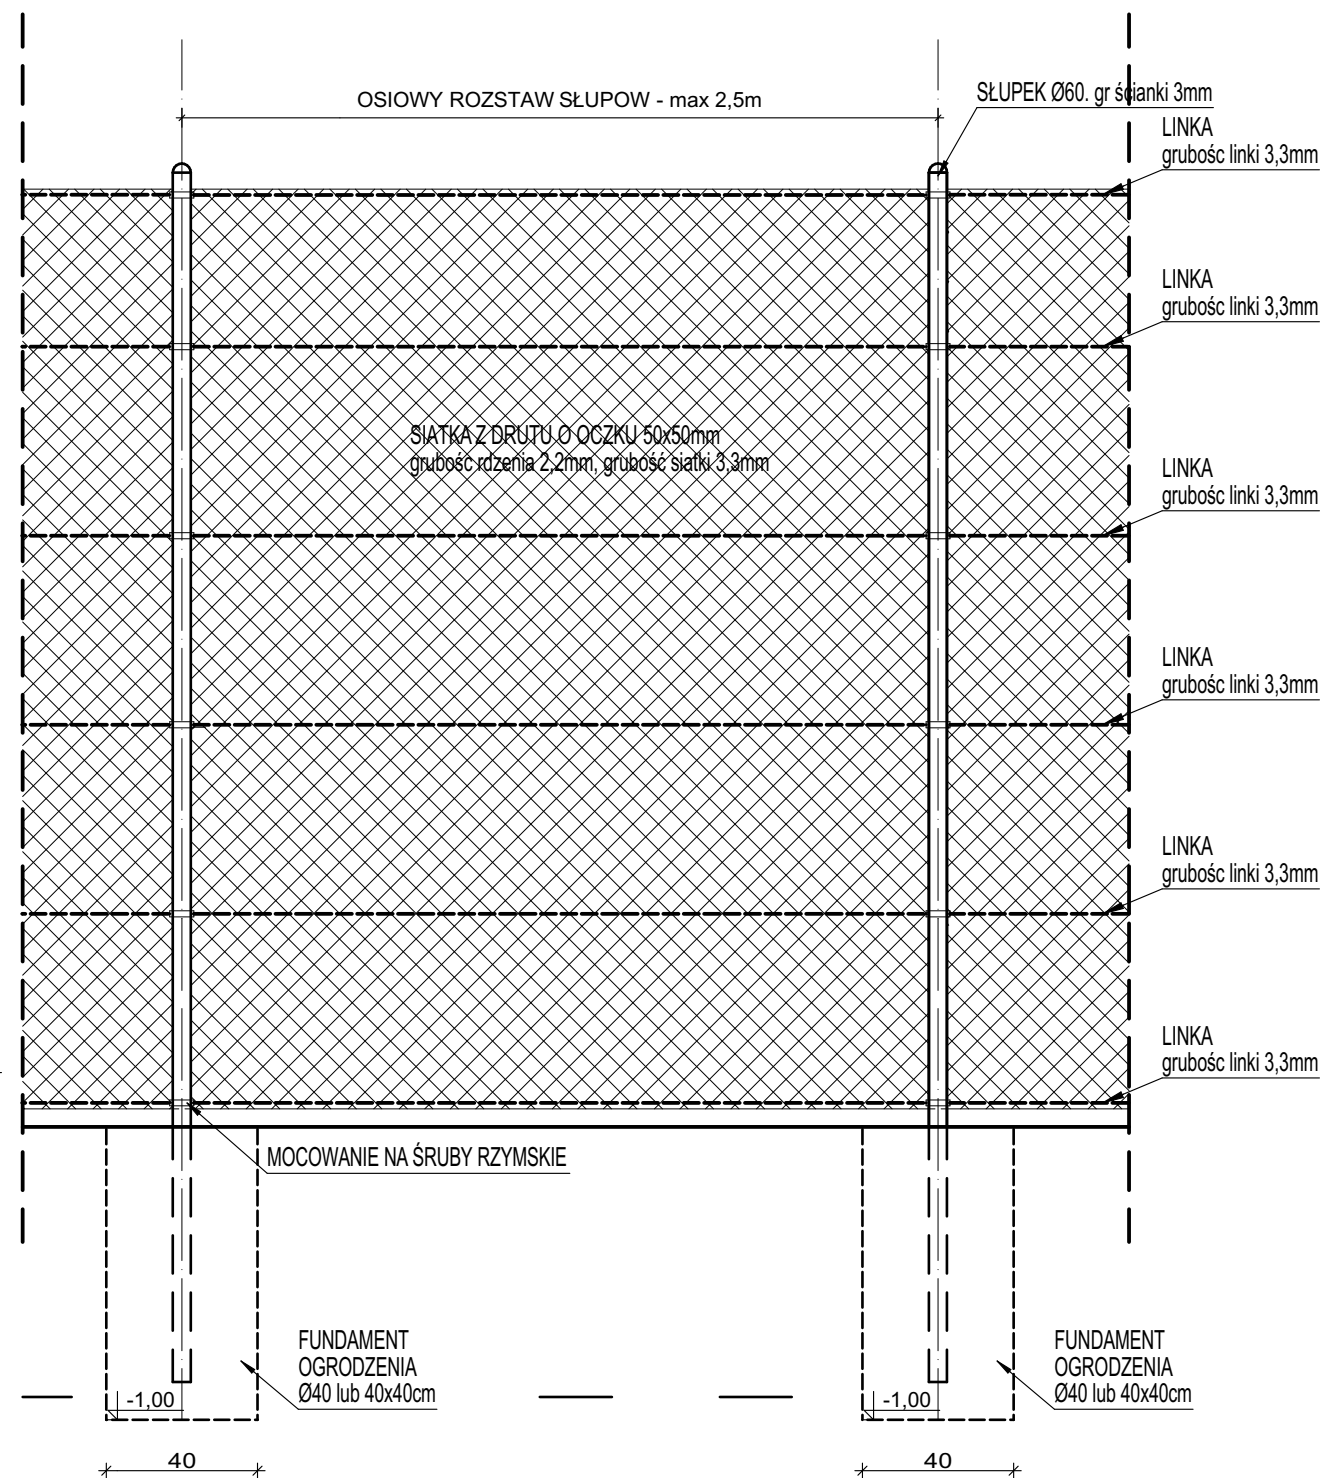 OSIOWY ROZSTAW SŁUPOW - max 2,5m
SŁUPEK Ø60. gr ścianki 3mm
LINKA
grubośc linki 3,3mm
LINKA
grubośc linki 3,3mm
SIATKA Z DRUTU O OCZKU 50x50mm
grubośc rdzenia 2,2mm, grubość siatki 3,3mm
LINKA
grubośc linki 3,3mm
LINKA
grubośc linki 3,3mm
LINKA
grubośc linki 3,3mm
LINKA
grubośc linki 3,3mm
MOCOWANIE NA ŚRUBY RZYMSKIE
FUNDAMENT
OGRODZENIA
Ø40 lub 40x40cm
FUNDAMENT
OGRODZENIA
Ø40 lub 40x40cm
-1,00
-1,00
40
40